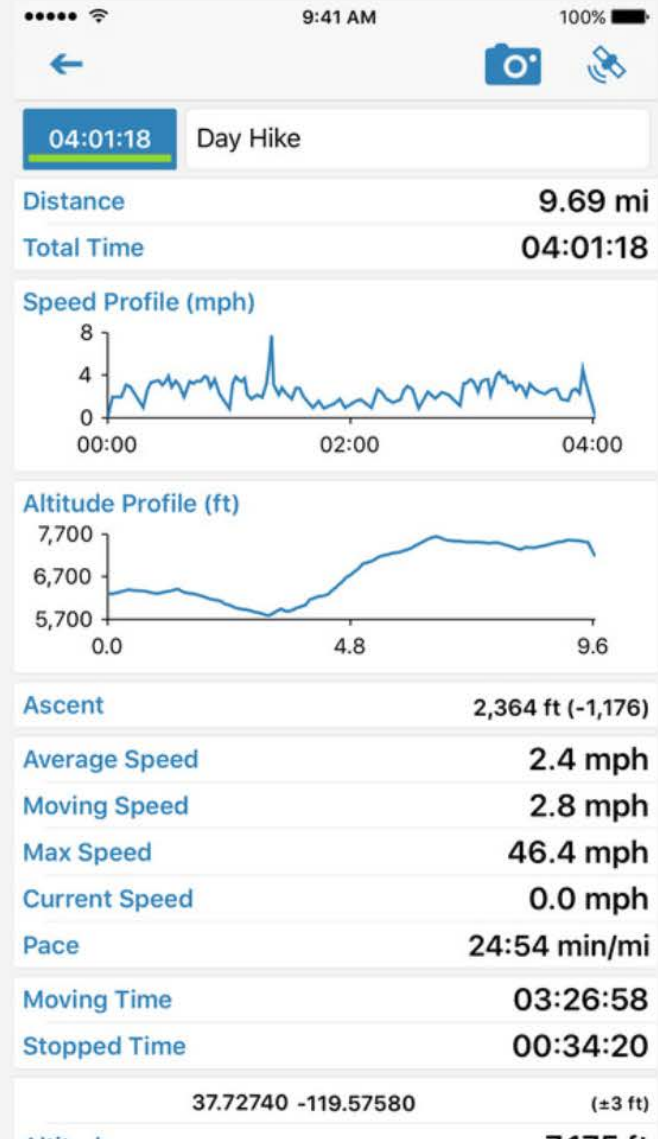 9:41 AM 100%
04:01:18 Day Hike
Distance 9.69 mi
Total Time 04:01:18
Speed Profile (mph)
8
4
0
00:00 02:00 04:00
Altitude Profile (ft)
7,700
6,700
5,700
0.0 4.8 9.6
Ascent 2,364 ft (-1,176)
Average Speed 2.4 mph
Moving Speed 2.8 mph
Max Speed 46.4 mph
Current Speed 0.0 mph
Pace 24:54 min/mi
Moving Time 03:26:58
Stopped Time 00:34:20
37.72740 -119.57580 (±3 ft)